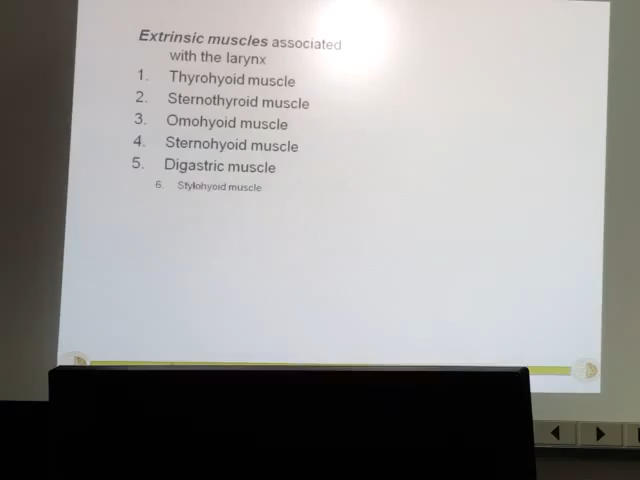 Extrinsic muscles associated
with the larynx
1. Thyrohyoid muscle
2. Sternothyroid muscle
3. Omohyoid muscle
4. Sternohyoid muscle
5. Digastric muscle
6. Stylohyoid muscle